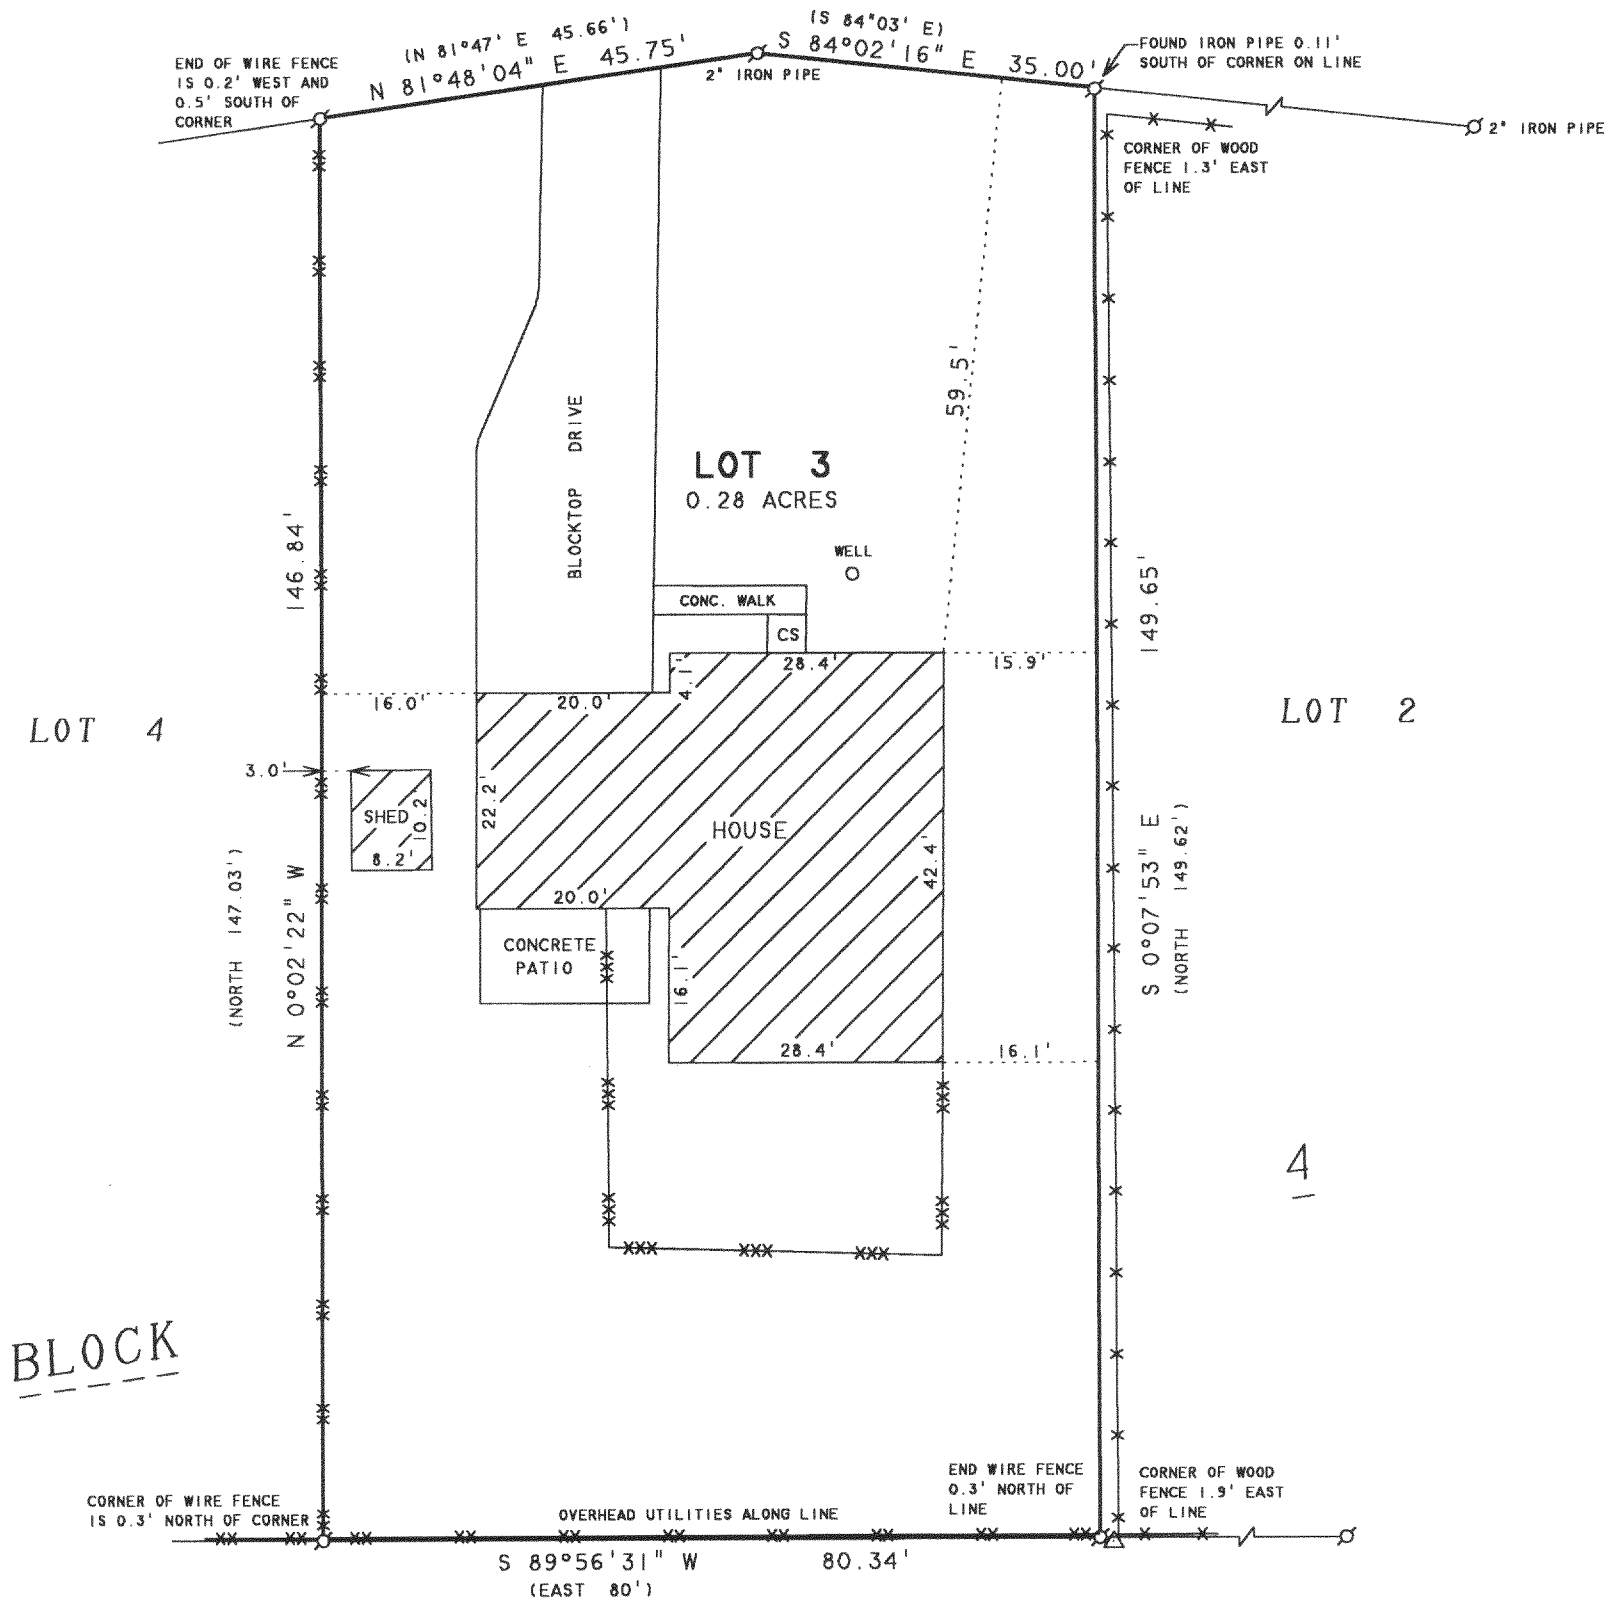 (N 81°47' E 45.66')
N 81°48'04" E 45.75'
(S 84°03' E)
S 84°02'16" E 35.00'
2" IRON PIPE
FOUND IRON PIPE 0.11'
SOUTH OF CORNER ON LINE
END OF WIRE FENCE
IS 0.2' WEST AND
0.5' SOUTH OF
CORNER
2" IRON PIPE
CORNER OF WOOD
FENCE 1.3' EAST
OF LINE
59.5'
BLOCKTOP DRIVE
LOT 3
0.28 ACRES
WELL
CONC. WALK
CS
146.84'
149.65'
28.4'
4.1'
15.9'
16.0'
20.0'
LOT 4
LOT 2
3.0'
SHED
10.2'
8.2'
22.2'
HOUSE
42.4'
20.0'
(NORTH 147.03')
N 0°02'22" W
S 0°07'53" E
(NORTH 149.62')
CONCRETE
PATIO
16.1'
28.4'
16.1'
4
BLOCK
CORNER OF WIRE FENCE
IS 0.3' NORTH OF CORNER
OVERHEAD UTILITIES ALONG LINE
END WIRE FENCE
0.3' NORTH OF
LINE
CORNER OF WOOD
FENCE 1.9' EAST
OF LINE
S 89°56'31" W 80.34'
(EAST 80')